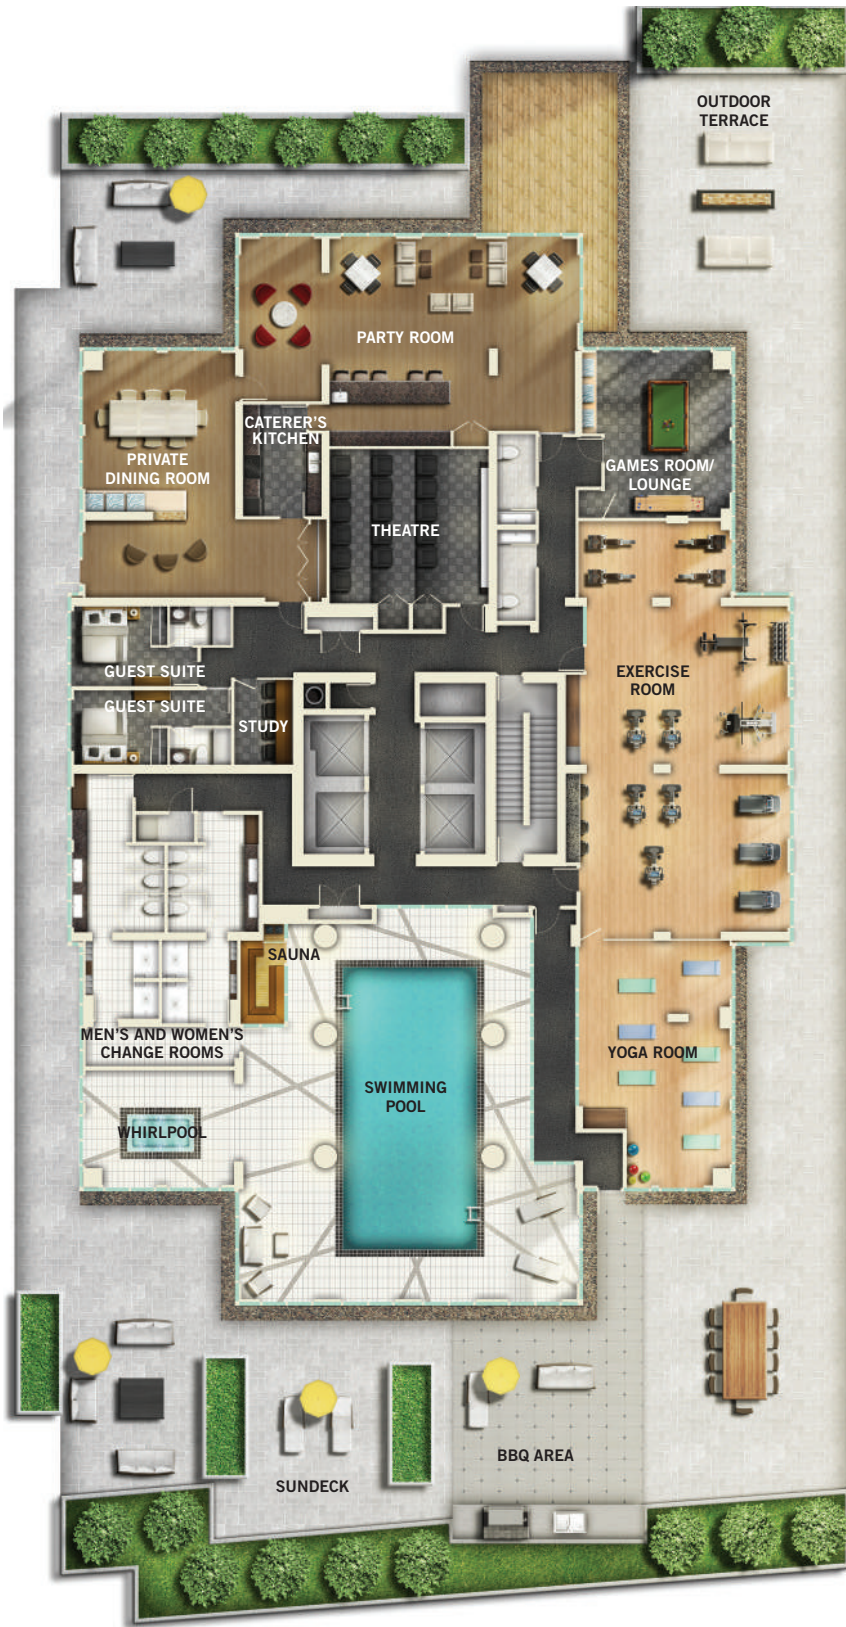 OUTDOOR
TERRACE
PARTY ROOM
CATERER'S
KITCHEN
PRIVATE
DINING ROOM
GAMES ROOM/
LOUNGE
THEATRE
GUEST SUITE
EXERCISE
ROOM
GUEST SUITE
STUDY
SAUNA
MEN'S AND WOMEN'S
CHANGE ROOMS
YOGA ROOM
SWIMMING
POOL
WHIRLPOOL
BBQ AREA
SUNDECK